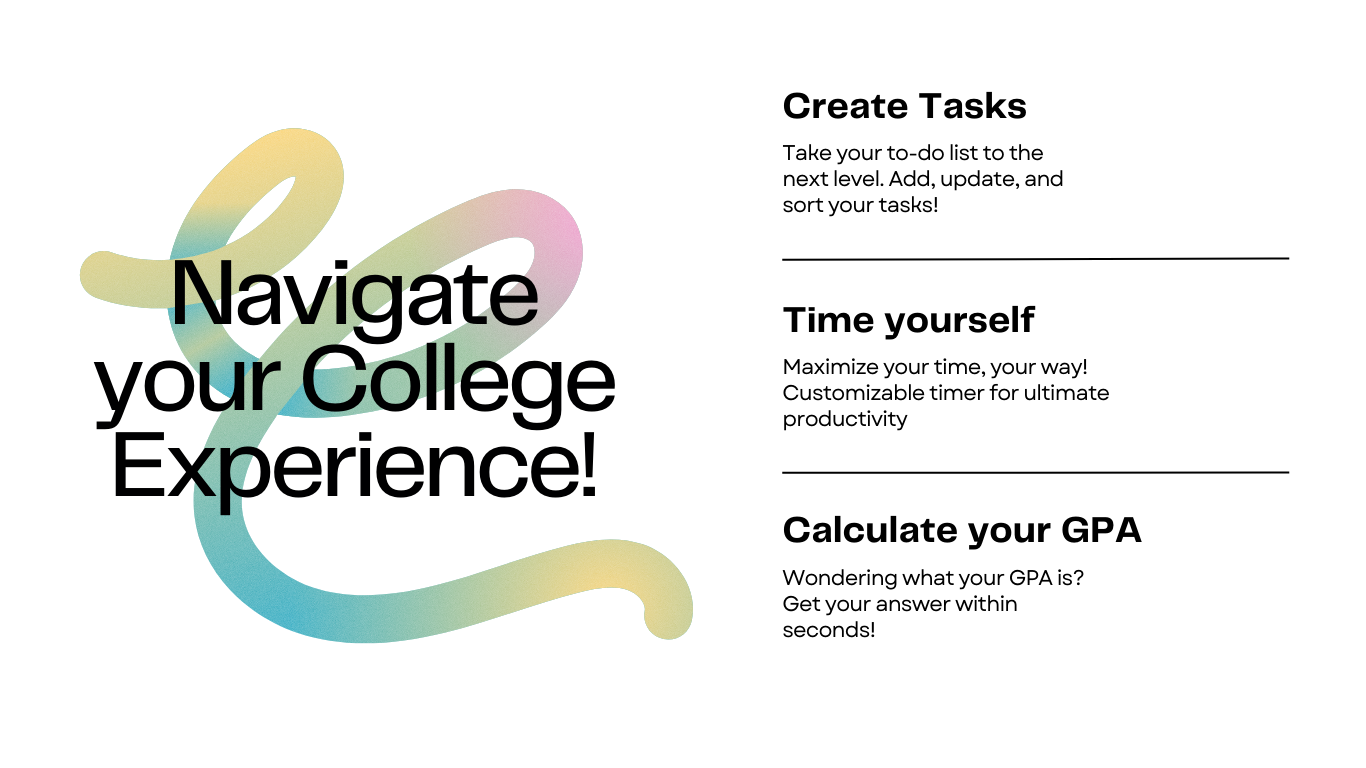 Navigate
your College
Experience!
Create Tasks
Take your to-do list to the
next level. Add, update, and
sort your tasks!
Time yourself
Maximize your time, your way!
Customizable timer for ultimate
productivity
Calculate your GPA
Wondering what your GPA is?
Get your answer within
seconds!